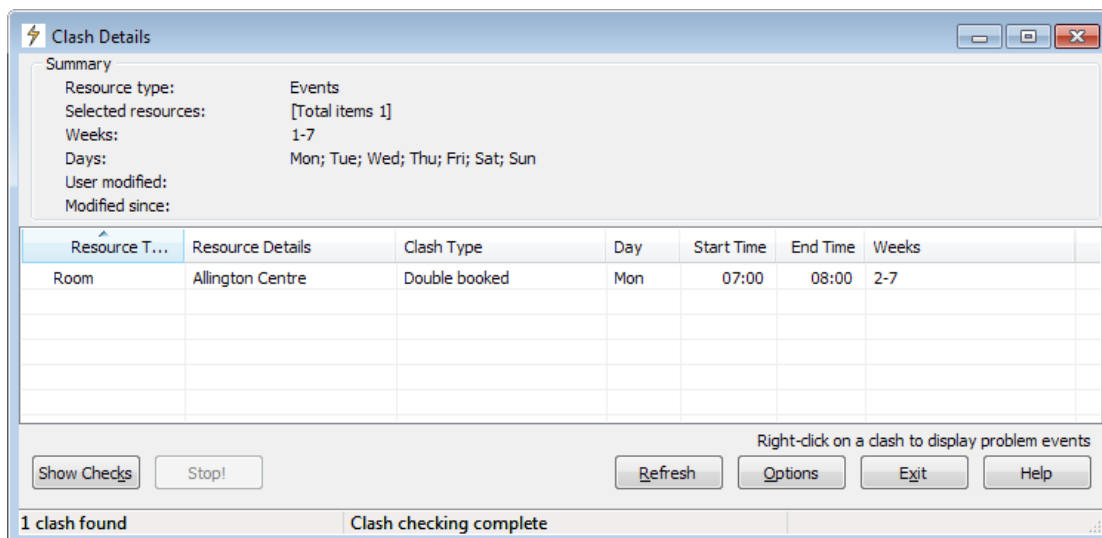 Clash Details
Summary
Resource type: Events
Selected resources: [Total items 1]
Weeks: 1-7
Days: Mon; Tue; Wed; Thu; Fri; Sat; Sun
User modified:
Modified since:
Resource T... Resource Details Clash Type Day Start Time End Time Weeks
Room Allington Centre Double booked Mon 07:00 08:00 2-7
Right-click on a clash to display problem events
Show Checks Stop! Refresh Options Exit Help
1 clash found Clash checking complete